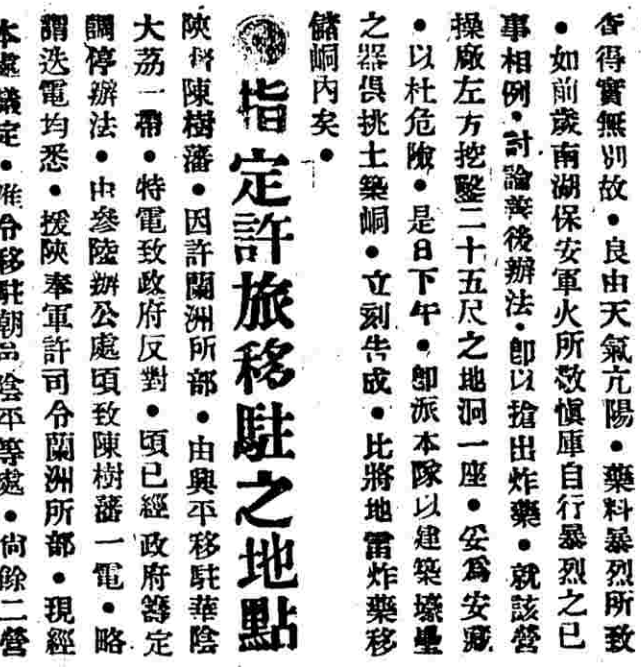 査得實無別故•良由天氣亢陽•藥料暴烈所致
•如前歲南湖保安軍火所敬慎庫自行暴烈之已
事相例•討論善後辦法•卽以搶出炸藥•就該營
操廠左方挖鑿二十五尺之地洞一座•妥爲安藏
•以杜危險•是日下午•卽派本隊以建築壕壘
之器俱挑土築峒•立刻告成•比將地雷炸藥移
儲峒內矣•
指定許旅移駐之地點
陝督陳樹藩•因許蘭洲所部•由興平移駐華陰
大荔一帶•特電致政府反對•頃已經政府籌定
調停辦法•由參陸辦公處頃致陳樹藩一電•略
謂迭電均悉•援陝奉軍許司令蘭洲所部•現經
本處議定•准令移駐朝邑陰平等處•尙餘二營